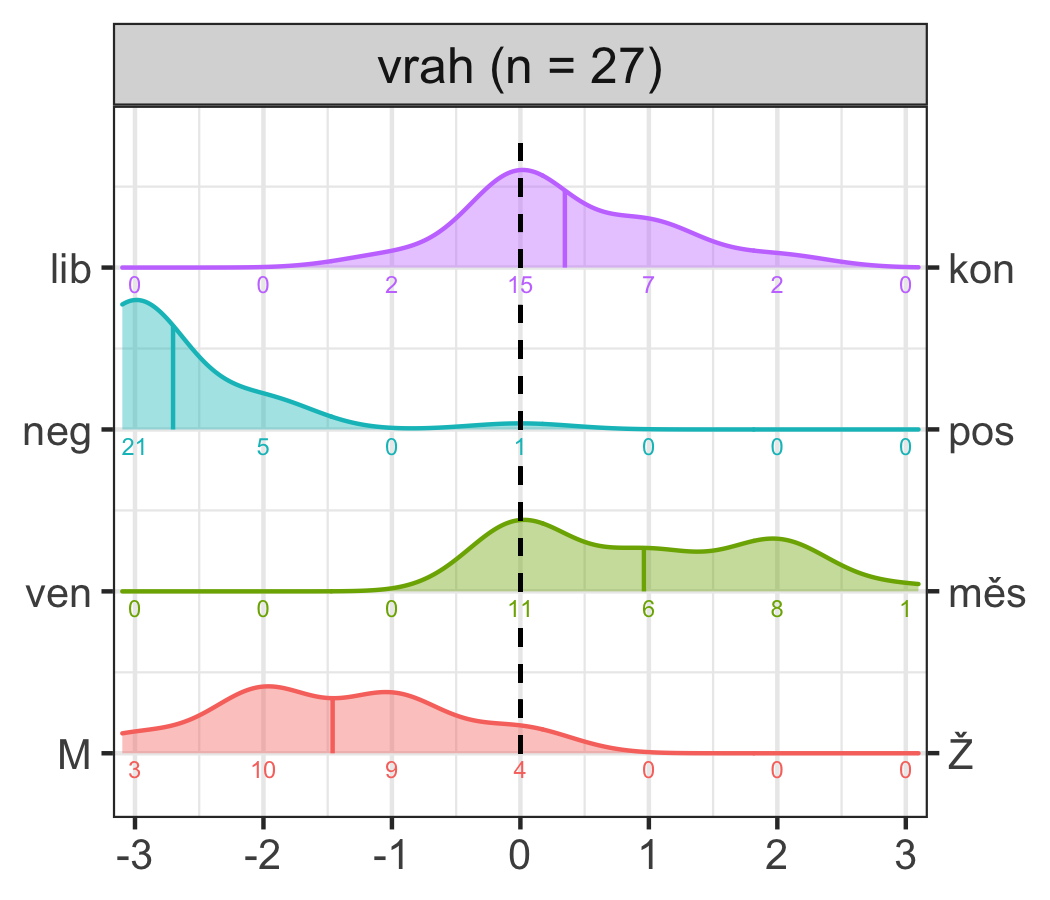 vrah (n = 27)
lib kon
0 0 2 15 7 2 0
neg pos
21 5 0 1 0 0 0
ven měs
0 0 0 11 6 8 1
M Ž
3 10 9 4 0 0 0
-3 -2 -1 0 1 2 3